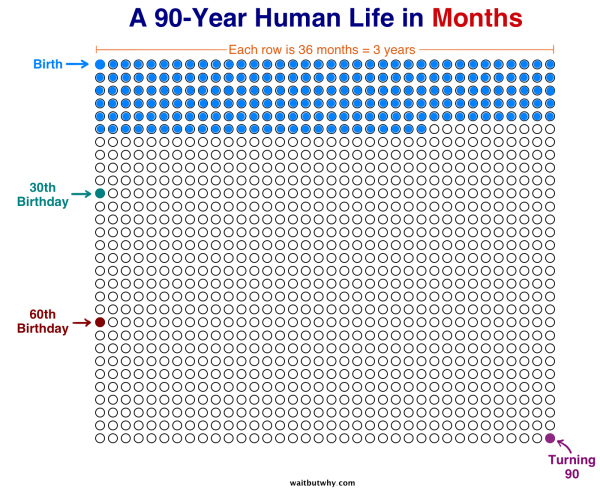 A 90-Year Human Life in Months
Each row is 36 months = 3 years
Birth
30th
Birthday
60th
Birthday
Turning
90
waitbutwhy.com